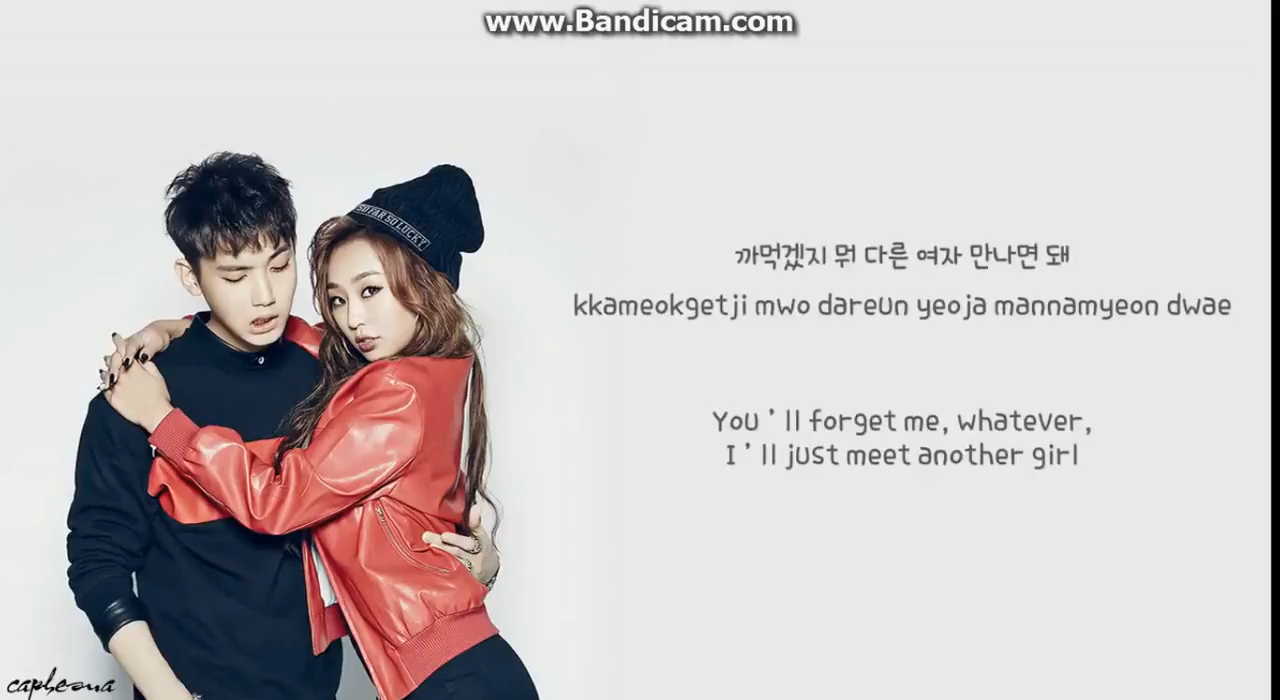 www.Bandicam.com
SO FAR SO LUCKY
까먹겠지 뭐 다른 여자 만나면 돼
kkameokgetji mwo dareun yeoja mannamyeon dwae
You'll forget me, whatever,
I'll just meet another girl
capheona